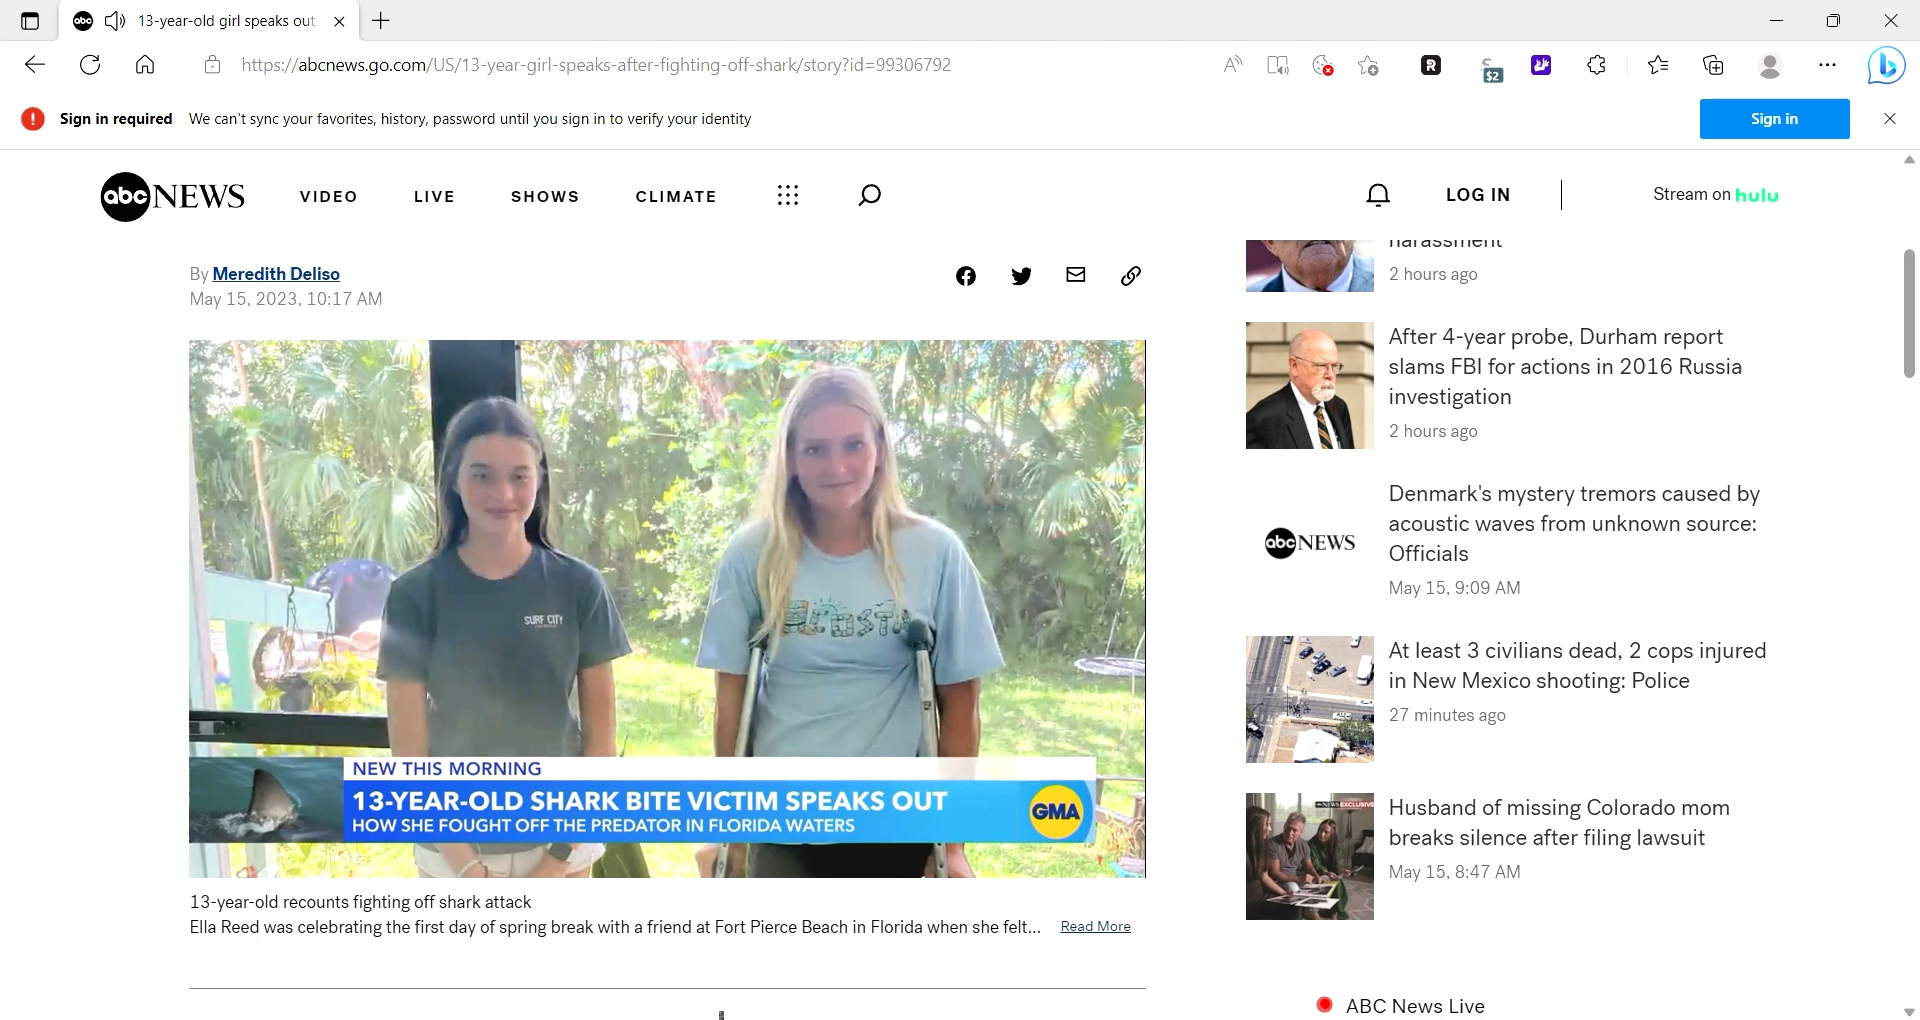 13-year-old girl speaks out
https://abcnews.go.com/US/13-year-girl-speaks-after-fighting-off-shark/story?id=99306792
R
$2
Sign in required We can't sync your favorites, history, password until you sign in to verify your identity
Sign in
abc NEWS
VIDEO
LIVE
SHOWS
CLIMATE
LOG IN
Stream on hulu
By Meredith Deliso
May 15, 2023, 10:17 AM
SURF CITY
NEW THIS MORNING
13-YEAR-OLD SHARK BITE VICTIM SPEAKS OUT
HOW SHE FOUGHT OFF THE PREDATOR IN FLORIDA WATERS
GMA
13-year-old recounts fighting off shark attack
Ella Reed was celebrating the first day of spring break with a friend at Fort Pierce Beach in Florida when she felt... Read More
harassment
2 hours ago
After 4-year probe, Durham report
slams FBI for actions in 2016 Russia
investigation
2 hours ago
abc NEWS
Denmark's mystery tremors caused by
acoustic waves from unknown source:
Officials
May 15, 9:09 AM
At least 3 civilians dead, 2 cops injured
in New Mexico shooting: Police
27 minutes ago
Husband of missing Colorado mom
breaks silence after filing lawsuit
May 15, 8:47 AM
ABC News Live